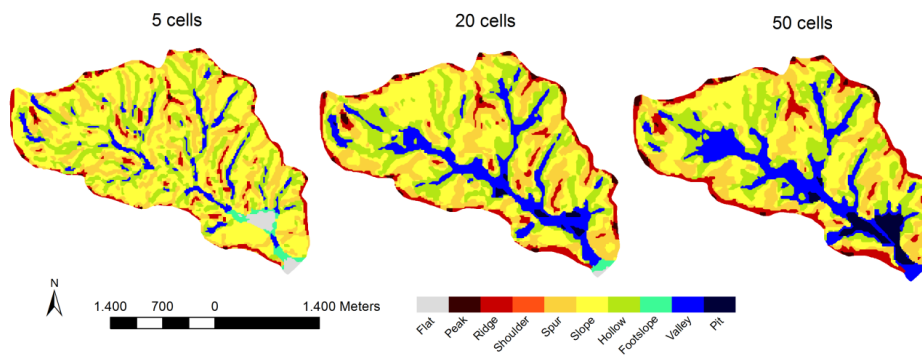 5 cells 20 cells 50 cells
N
1.400 700 0 1.400 Meters
Flat Peak Ridge Shoulder Spur Slope Hollow Footslope Valley Pit